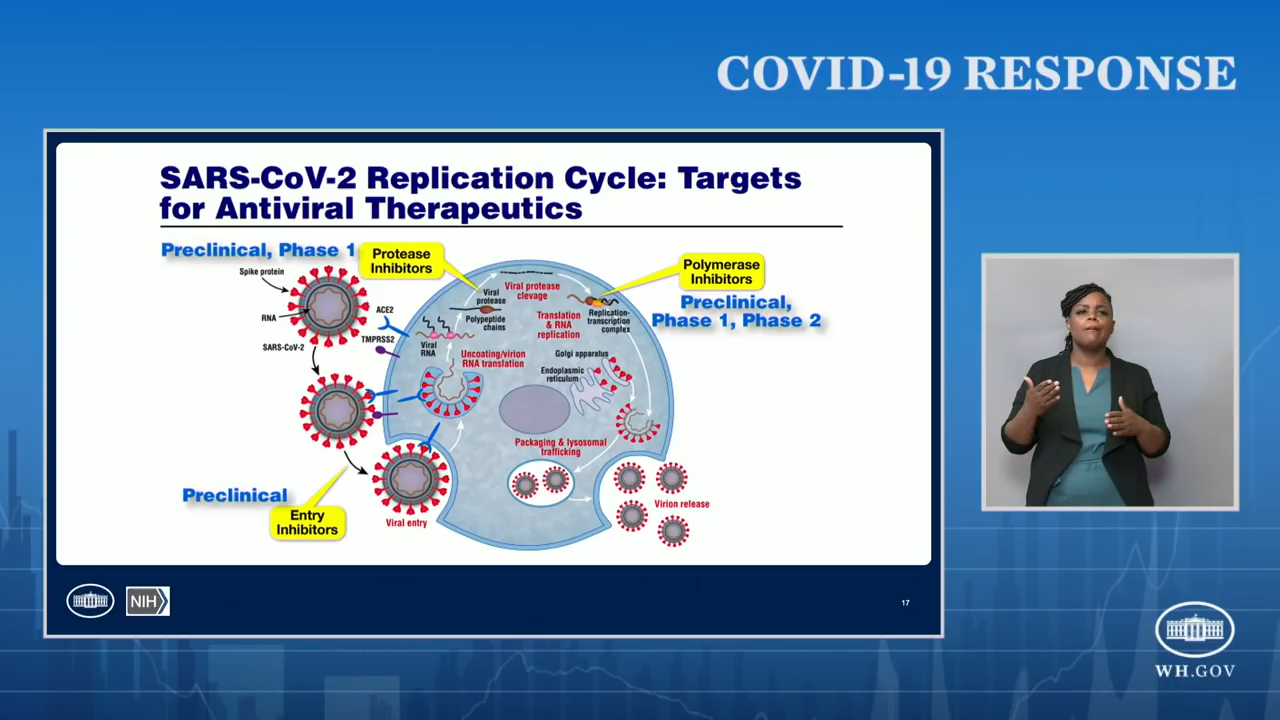 COVID-19 RESPONSE
SARS-CoV-2 Replication Cycle: Targets
for Antiviral Therapeutics
Preclinical, Phase 1
Protease
Inhibitors
Polymerase
Inhibitors
Preclinical,
Phase 1, Phase 2
Spike protein
RNA
SARS-CoV-2
ACE2
TMPRSS2
Viral
protease
Polypeptide
chains
Viral protease
clevage
Translation
& RNA
replication
Replication-
transcription
complex
Viral
RNA
Uncoating/virion
RNA translation
Golgi apparatus
Endoplasmic
reticulum
Packaging & lysosomal
trafficking
Preclinical
Entry
Inhibitors
Viral entry
Virion release
NIH
17
WH.GOV